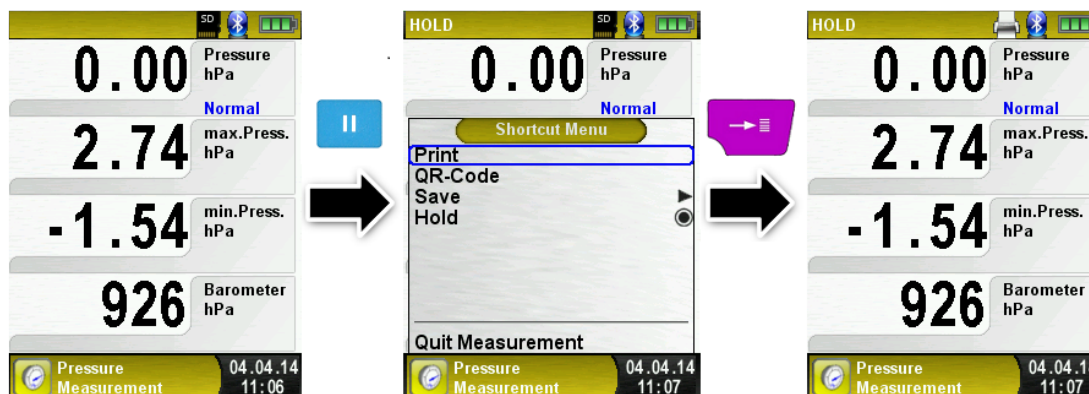 SD
0.00 Pressure
hPa
Normal
2.74 max.Press.
hPa
-1.54 min.Press.
hPa
926 Barometer
hPa
Pressure 04.04.14
Measurement 11:06
HOLD SD
0.00 Pressure
hPa
Normal
Shortcut Menu
Print
QR-Code
Save
Hold
Quit Measurement
Pressure 04.04.14
Measurement 11:07
HOLD
0.00 Pressure
hPa
Normal
2.74 max.Press.
hPa
-1.54 min.Press.
hPa
926 Barometer
hPa
Pressure 04.04.1
Measurement 11:07